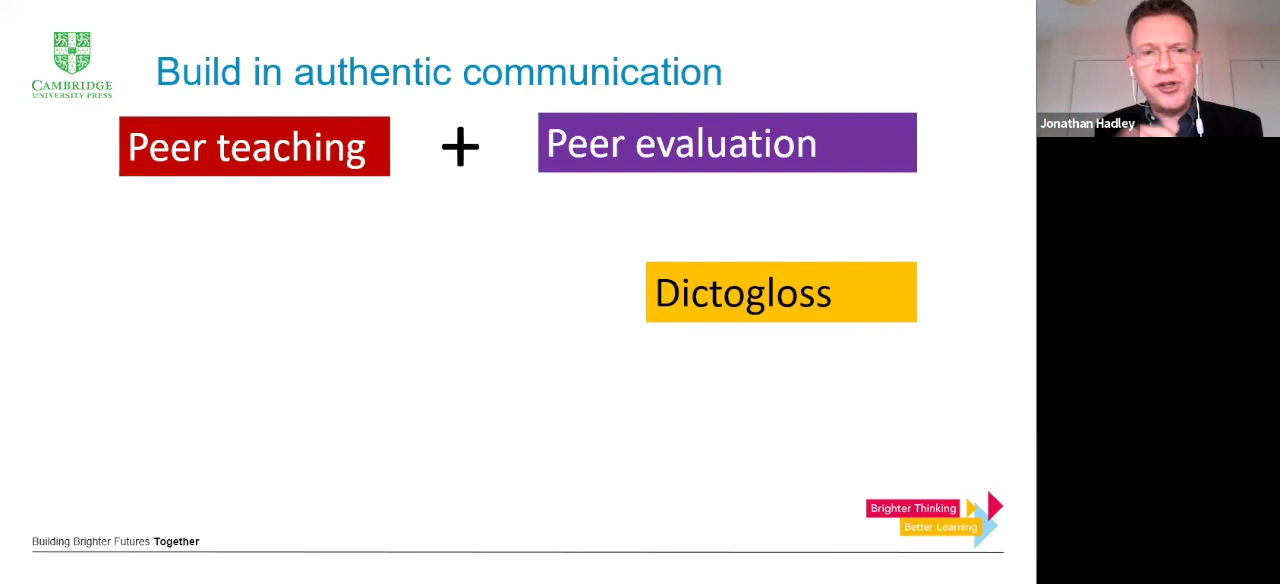 Build in authentic communication
CAMBRIDGE
UNIVERSITY PRESS
Peer teaching
+
Peer evaluation
Dictogloss
Jonathan Hadley
Brighter Thinking
Better Learning
Building Brighter Futures Together